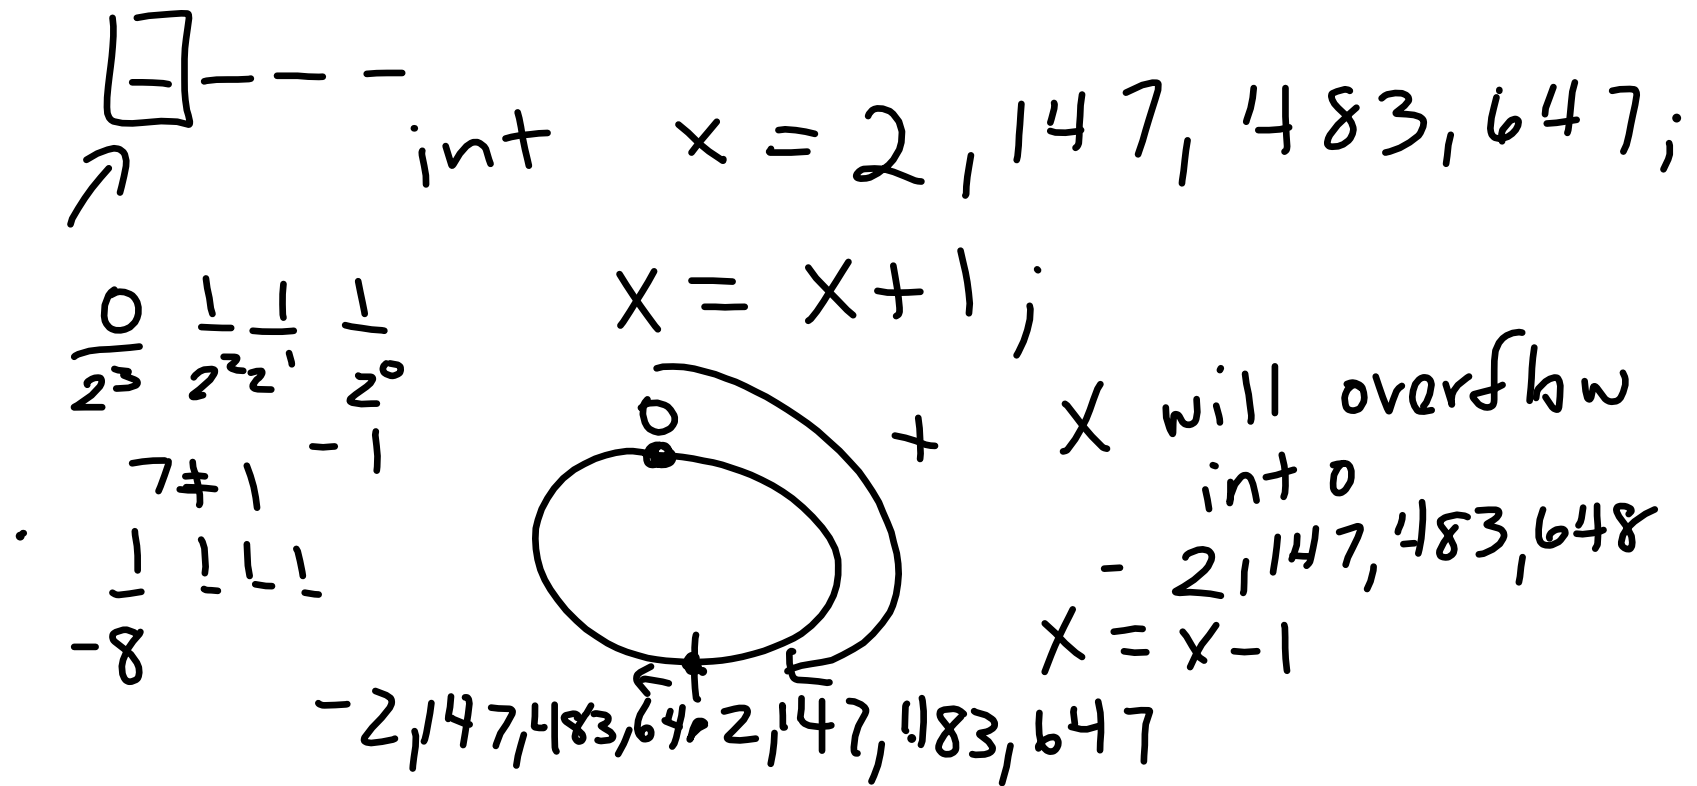 int x = 2,147,483,647;
x = x + 1;
0 1 1 1
2³ 2² 2¹ 2⁰
0
+
x will overflow
- 1
7 + 1
into
- 2,147,483,648
1 1 1 1
-8
x = x - 1
- 2,147,483,648 2,147,483,647